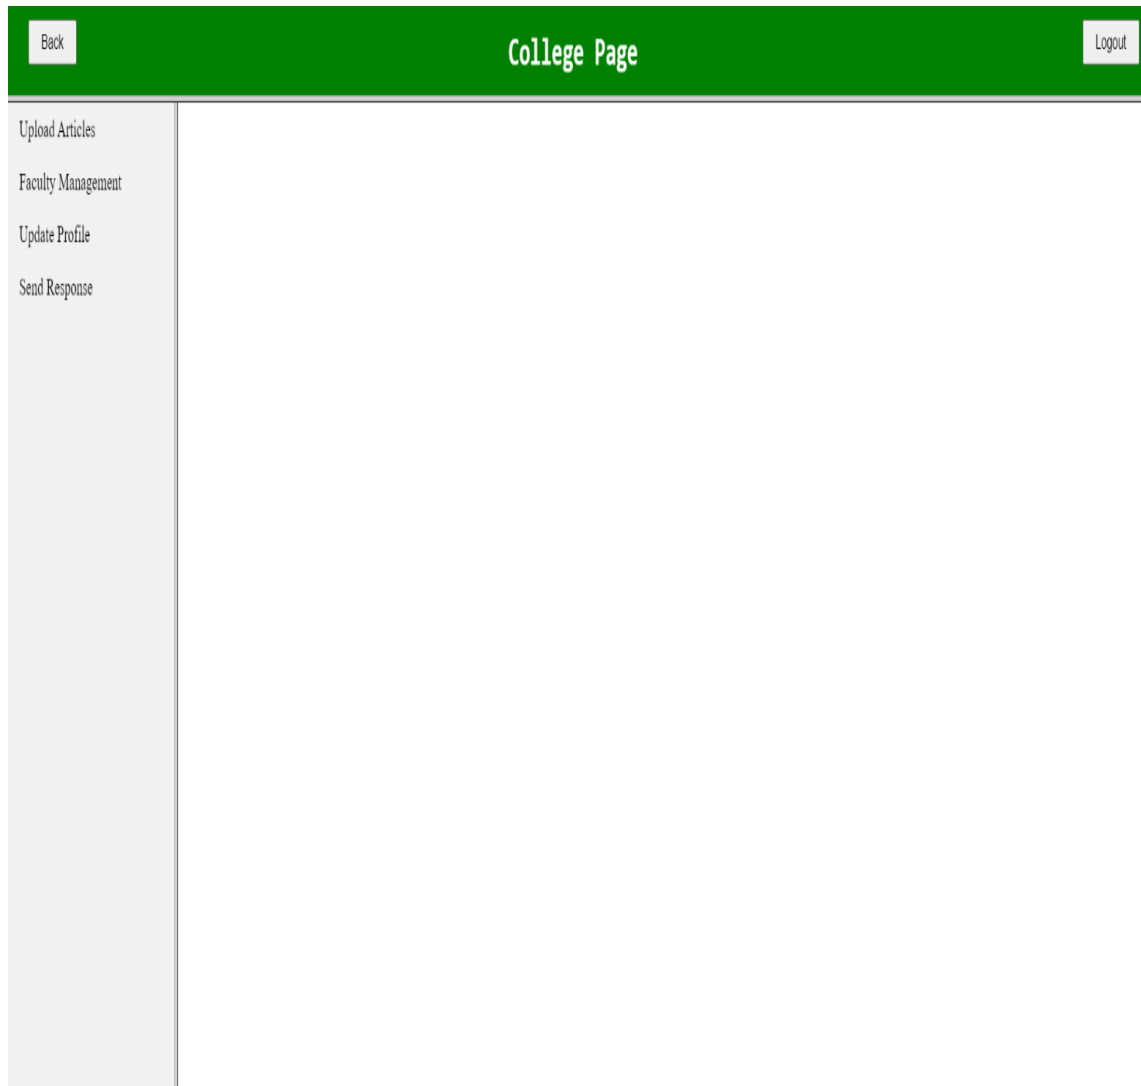 Back
College Page
Logout
Upload Articles
Faculty Management
Update Profile
Send Response